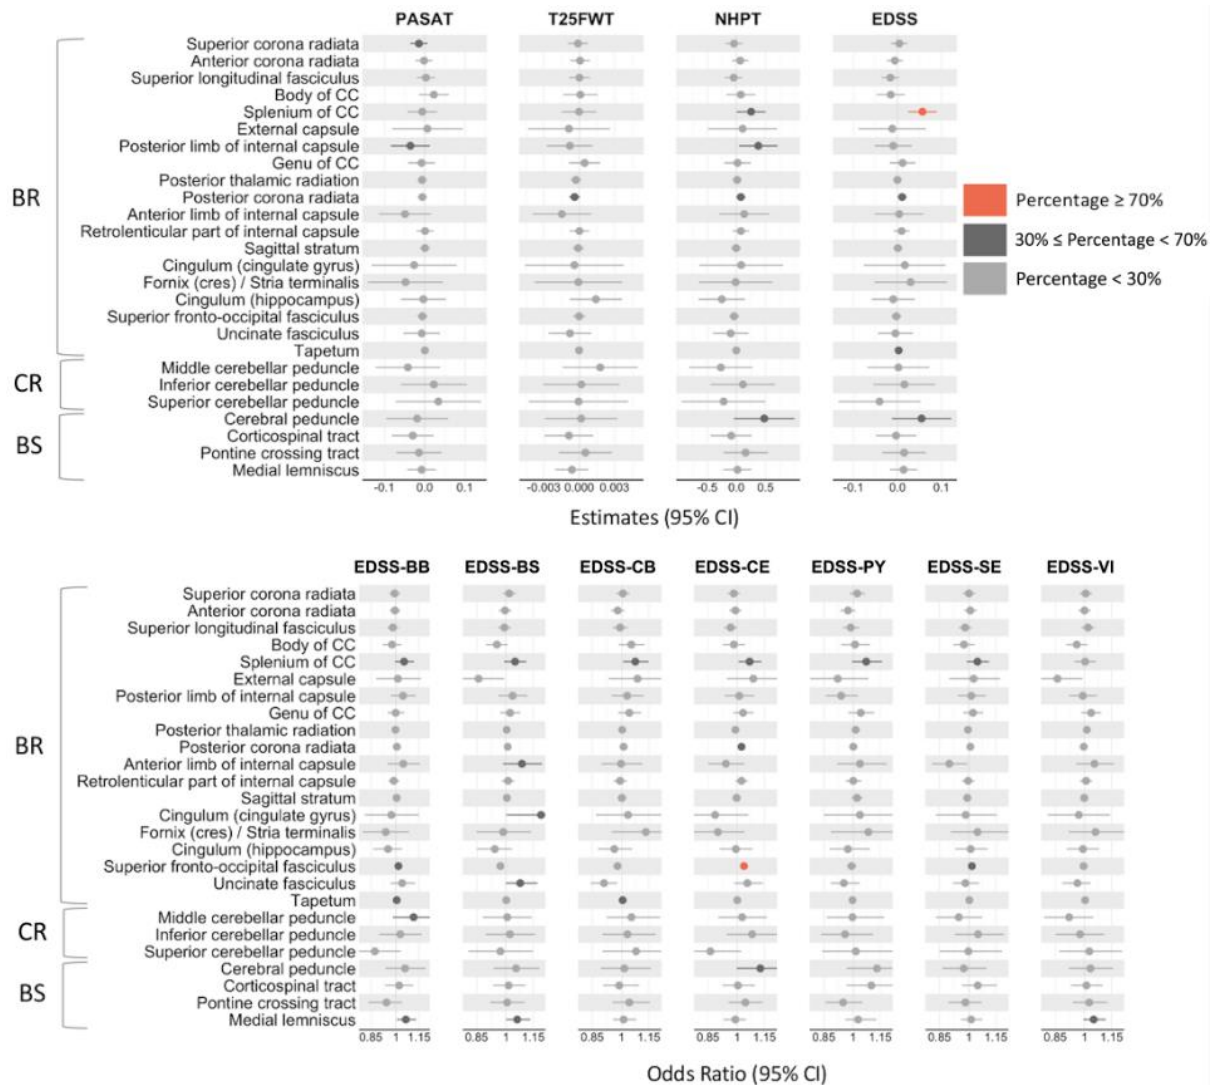 PASAT T25FWT NHPT EDSS
Superior corona radiata
Anterior corona radiata
Superior longitudinal fasciculus
Body of CC
Splenium of CC
External capsule
Posterior limb of internal capsule
Genu of CC
Posterior thalamic radiation
Posterior corona radiata
Anterior limb of internal capsule
Retrolenticular part of internal capsule
Sagittal stratum
Cingulum (cingulate gyrus)
Fornix (cres) / Stria terminalis
Cingulum (hippocampus)
Superior fronto-occipital fasciculus
Uncinate fasciculus
Tapetum
Middle cerebellar peduncle
Inferior cerebellar peduncle
Superior cerebellar peduncle
Cerebral peduncle
Corticospinal tract
Pontine crossing tract
Medial lemniscus
BR
CR
BS
Percentage ≥ 70%
30% ≤ Percentage < 70%
Percentage < 30%
-0.1 0.0 0.1 -0.003 0.000 0.003 -0.5 0.0 0.5 -0.1 0.0 0.1
Estimates (95% CI)
EDSS-BB EDSS-BS EDSS-CB EDSS-CE EDSS-PY EDSS-SE EDSS-VI
Superior corona radiata
Anterior corona radiata
Superior longitudinal fasciculus
Body of CC
Splenium of CC
External capsule
Posterior limb of internal capsule
Genu of CC
Posterior thalamic radiation
Posterior corona radiata
Anterior limb of internal capsule
Retrolenticular part of internal capsule
Sagittal stratum
Cingulum (cingulate gyrus)
Fornix (cres) / Stria terminalis
Cingulum (hippocampus)
Superior fronto-occipital fasciculus
Uncinate fasciculus
Tapetum
Middle cerebellar peduncle
Inferior cerebellar peduncle
Superior cerebellar peduncle
Cerebral peduncle
Corticospinal tract
Pontine crossing tract
Medial lemniscus
BR
CR
BS
0.85 1 1.15 0.85 1 1.15 0.85 1 1.15 0.85 1 1.15 0.85 1 1.15 0.85 1 1.15 0.85 1 1.15
Odds Ratio (95% CI)